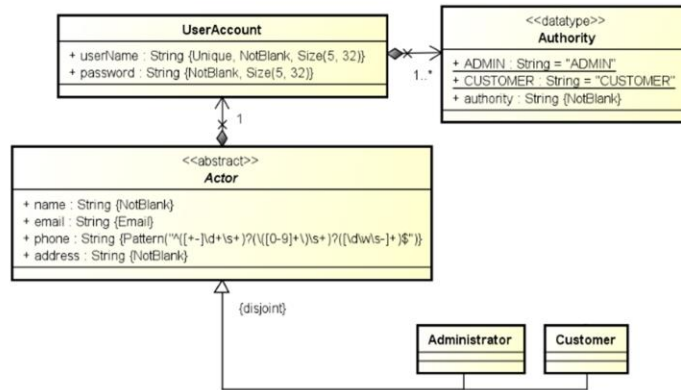 UserAccount
+ userName : String {Unique, NotBlank, Size(5, 32)}
+ password : String {NotBlank, Size(5, 32)}
<<datatype>>
Authority
+ ADMIN : String = "ADMIN"
+ CUSTOMER : String = "CUSTOMER"
+ authority : String {NotBlank}
1..*
1
<<abstract>>
Actor
+ name : String {NotBlank}
+ email : String {Email}
+ phone : String {Pattern("^([+-]\d+\s+)?(\([0-9]+\)\s+)?([\d\w\s-]+)$")}
+ address : String {NotBlank}
{disjoint}
Administrator
Customer